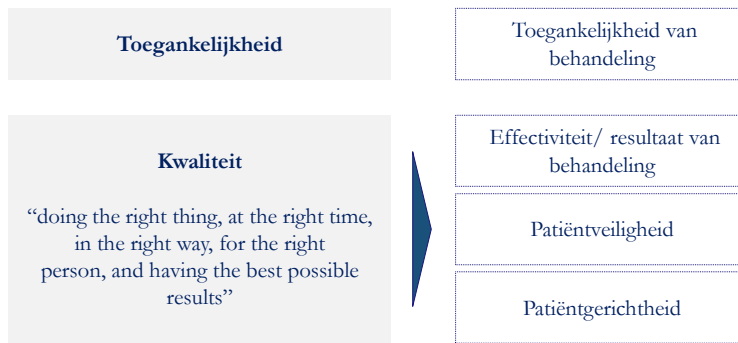 Toegankelijkheid
Toegankelijkheid van
behandeling
Kwaliteit
“doing the right thing, at the right time,
in the right way, for the right
person, and having the best possible
results”
Effectiviteit/ resultaat van
behandeling
Patiëntveiligheid
Patiëntgerichtheid